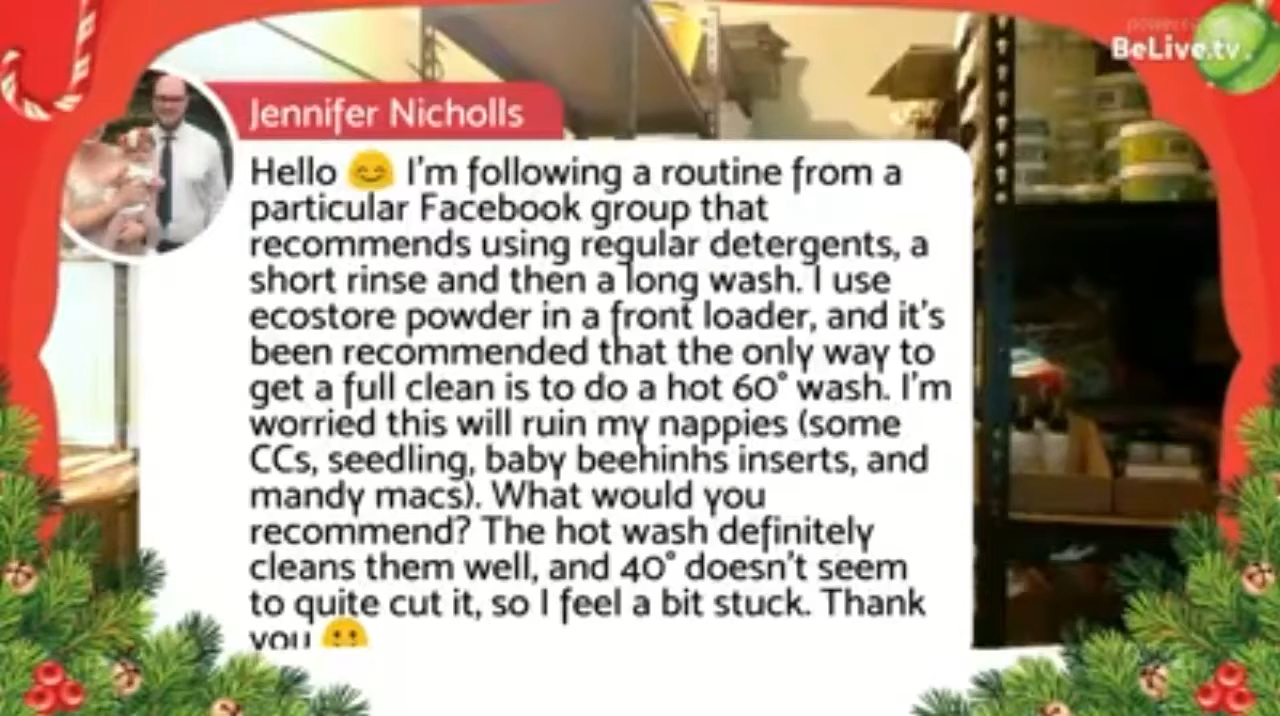 POWERED BY
BeLive.tv
Jennifer Nicholls
Hello 😊 I'm following a routine from a
particular Facebook group that
recommends using regular detergents, a
short rinse and then a long wash. I use
ecostore powder in a front loader, and it's
been recommended that the only way to
get a full clean is to do a hot 60° wash. I'm
worried this will ruin my nappies (some
CCs, seedling, baby beehinhs inserts, and
mandy macs). What would you
recommend? The hot wash definitely
cleans them well, and 40° doesn't seem
to quite cut it, so I feel a bit stuck. Thank
you 🙂